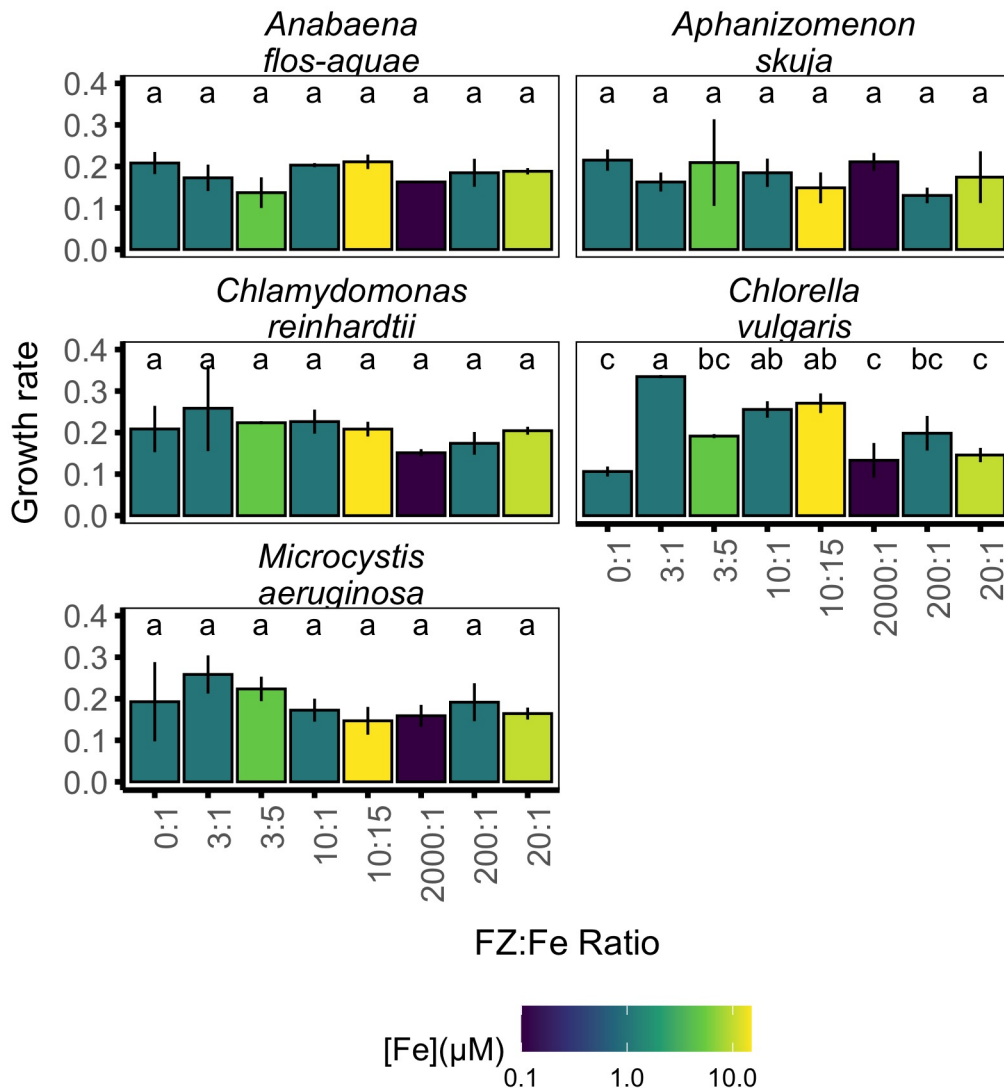 Anabaena
flos-aquae
Aphanizomenon
skuja
0.4
0.3
0.2
0.1
0.0
a a a a a a a a
a a a a a a a a
Chlamydomonas
reinhardtii
Chlorella
vulgaris
Growth rate
0.4
0.3
0.2
0.1
0.0
a a a a a a a a
c a bc ab ab c bc c
0:1 3:1 3:5 10:1 10:15 2000:1 200:1 20:1
Microcystis
aeruginosa
0.4
0.3
0.2
0.1
0.0
a a a a a a a a
0:1 3:1 3:5 10:1 10:15 2000:1 200:1 20:1
FZ:Fe Ratio
[Fe](µM)
0.1 1.0 10.0